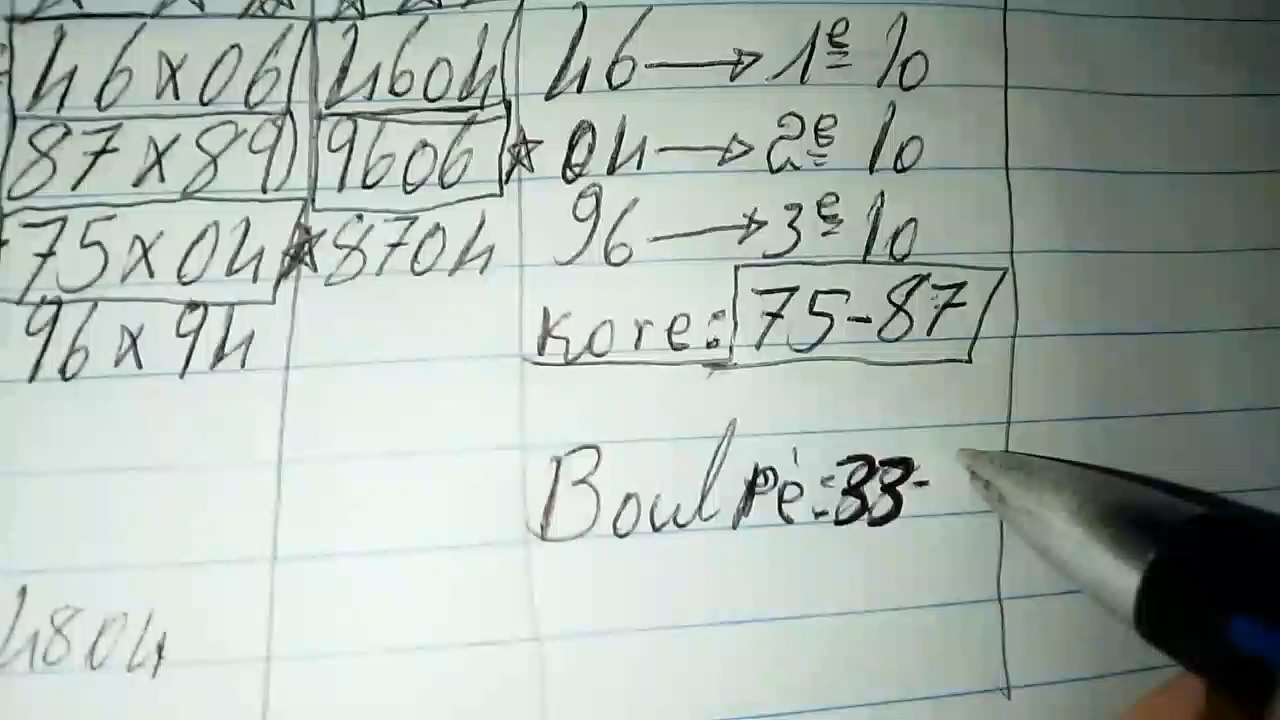 46x06 4604 46→1e lo
87x89 9606 ☆ 04→2e lo
75x04 ☆ 8704 96→3e lo
96x94 kore: 75-87
Boul pè: 33-
4804